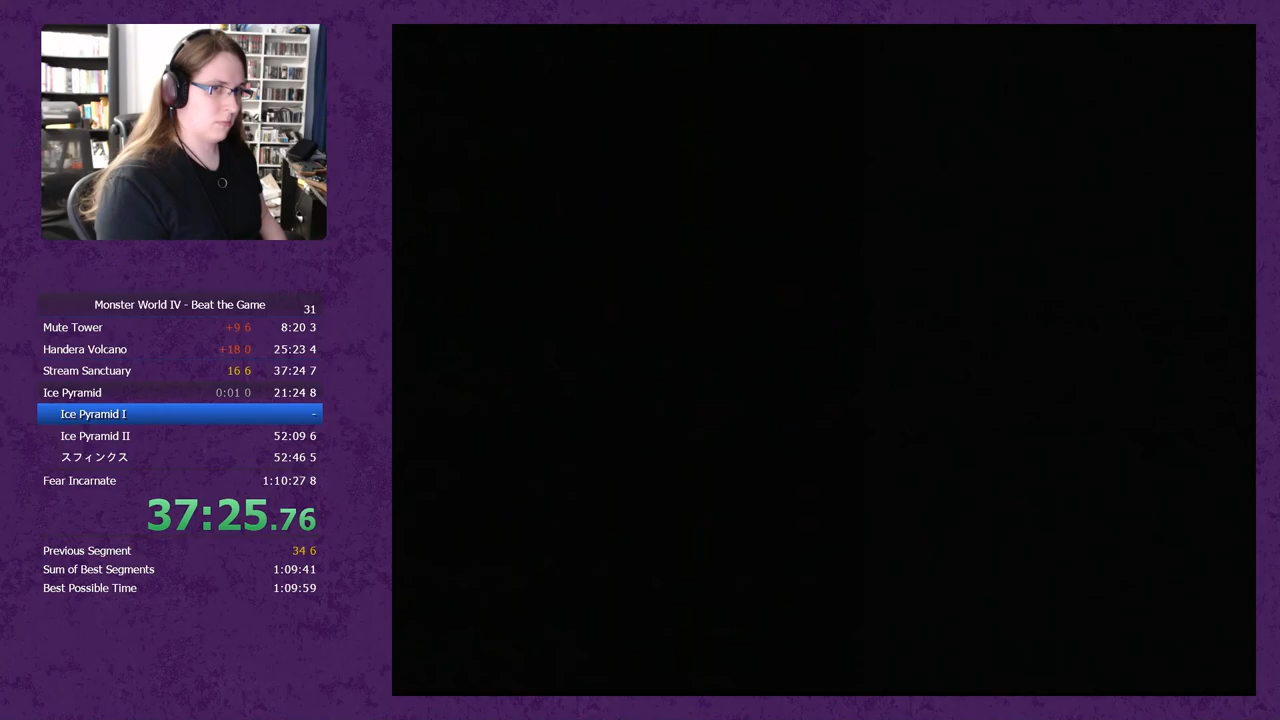 Monster World IV - Beat the Game 31
Mute Tower +9 6 8:20 3
Handera Volcano +18 0 25:23 4
Stream Sanctuary 16 6 37:24 7
Ice Pyramid 0:01 0 21:24 8
Ice Pyramid I -
Ice Pyramid II 52:09 6
スフィンクス 52:46 5
Fear Incarnate 1:10:27 8
37:25.76
Previous Segment 34 6
Sum of Best Segments 1:09:41
Best Possible Time 1:09:59